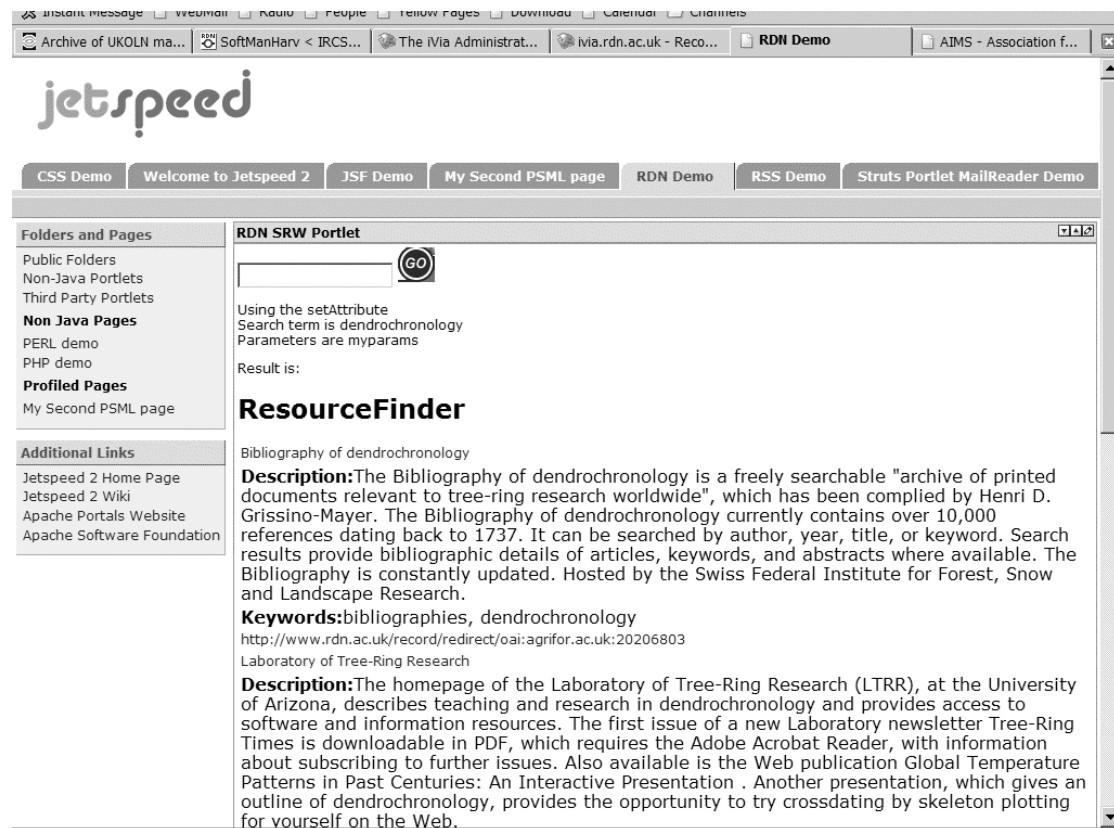 Instant Message WebMail Radio People Yellow Pages Download Calendar Channels
Archive of UKOLN ma... SoftManHarv < IRCS... The iVia Administrat... ivia.rdn.ac.uk - Reco... RDN Demo AIMS - Association f...
jetspeed
CSS Demo Welcome to Jetspeed 2 JSF Demo My Second PSML page RDN Demo RSS Demo Struts Portlet MailReader Demo
Folders and Pages
Public Folders
Non-Java Portlets
Third Party Portlets
Non Java Pages
PERL demo
PHP demo
Profiled Pages
My Second PSML page
Additional Links
Jetspeed 2 Home Page
Jetspeed 2 Wiki
Apache Portals Website
Apache Software Foundation
RDN SRW Portlet
GO
Using the setAttribute
Search term is dendrochronology
Parameters are myparams
Result is:
ResourceFinder
Bibliography of dendrochronology
Description:The Bibliography of dendrochronology is a freely searchable "archive of printed
documents relevant to tree-ring research worldwide", which has been complied by Henri D.
Grissino-Mayer. The Bibliography of dendrochronology currently contains over 10,000
references dating back to 1737. It can be searched by author, year, title, or keyword. Search
results provide bibliographic details of articles, keywords, and abstracts where available. The
Bibliography is constantly updated. Hosted by the Swiss Federal Institute for Forest, Snow
and Landscape Research.
Keywords:bibliographies, dendrochronology
http://www.rdn.ac.uk/record/redirect/oai:agrifor.ac.uk:20206803
Laboratory of Tree-Ring Research
Description:The homepage of the Laboratory of Tree-Ring Research (LTRR), at the University
of Arizona, describes teaching and research in dendrochronology and provides access to
software and information resources. The first issue of a new Laboratory newsletter Tree-Ring
Times is downloadable in PDF, which requires the Adobe Acrobat Reader, with information
about subscribing to further issues. Also available is the Web publication Global Temperature
Patterns in Past Centuries: An Interactive Presentation . Another presentation, which gives an
outline of dendrochronology, provides the opportunity to try crossdating by skeleton plotting
for yourself on the Web.